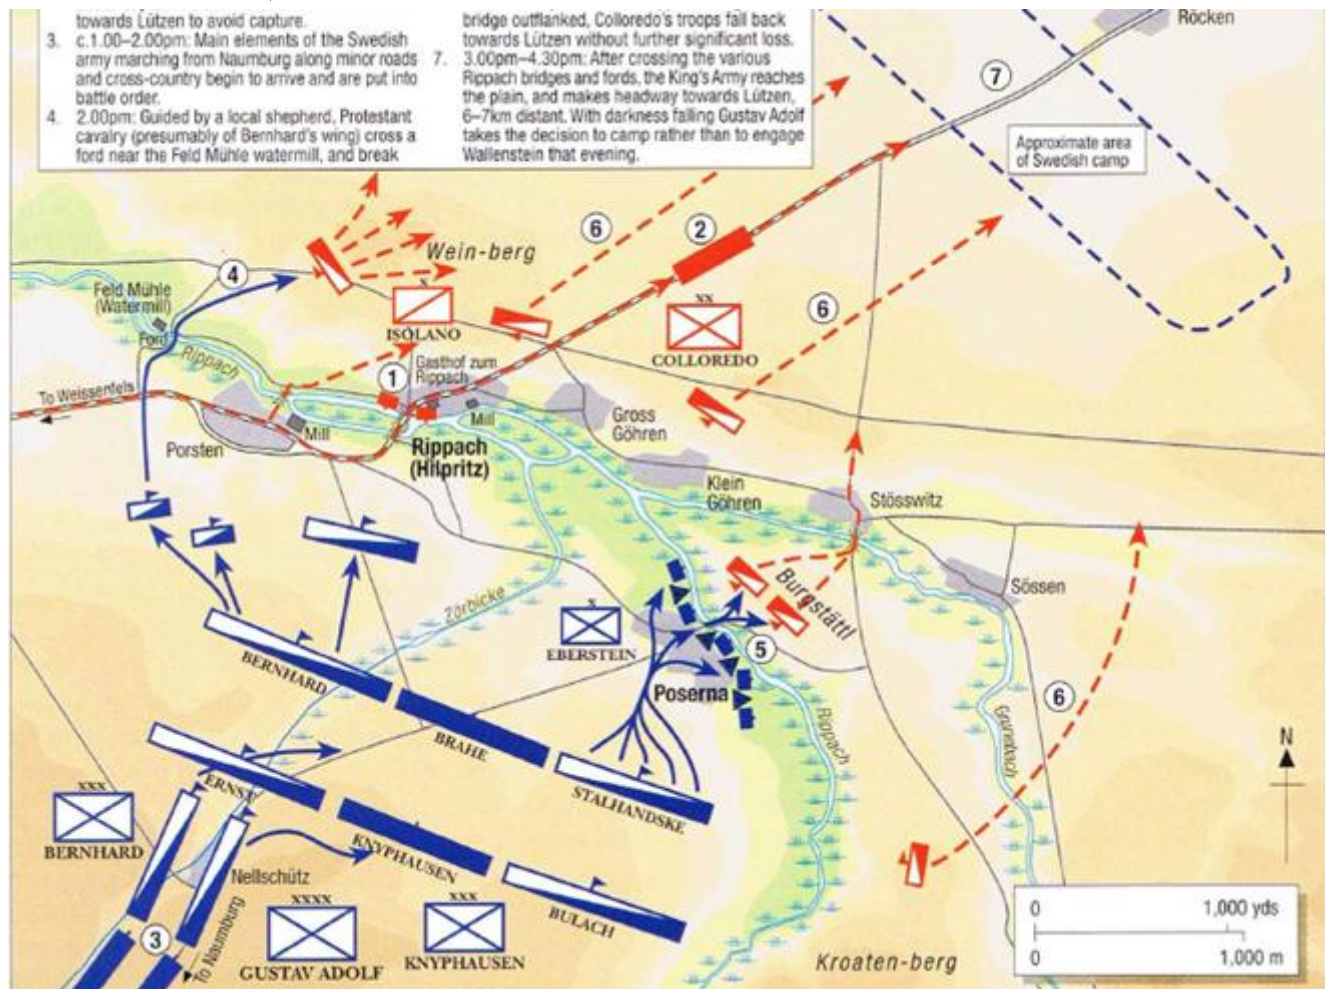 towards Lützen to avoid capture.
3. c.1.00–2.00pm: Main elements of the Swedish
army marching from Naumburg along minor roads
and cross-country begin to arrive and are put into
battle order.
4. 2.00pm: Guided by a local shepherd, Protestant
cavalry (presumably of Bernhard's wing) cross a
ford near the Feld Mühle watermill, and break
bridge outflanked, Colloredo's troops fall back
towards Lützen without further significant loss.
7. 3.00pm–4.30pm: After crossing the various
Rippach bridges and fords, the King's Army reaches
the plain, and makes headway towards Lützen,
6–7km distant. With darkness falling Gustav Adolf
takes the decision to camp rather than to engage
Wallenstein that evening.
Röcken
7
Approximate area
of Swedish camp
6
2
Wein-berg
4
Feld Mühle
(Watermill)
Ford
Rippach
x
ISOLANO
xx
COLLOREDO
6
1
Gasthof zum
Rippach
To Weissenfels
Porsten
Mill
Mill
Rippach
(Hilpritz)
Gross
Göhren
Klein
Göhren
Stösswitz
Sössen
Burgstättl
Zörbicke
x
EBERSTEIN
5
Poserna
Rippach
Grunabach
6
N
BERNHARD
BRAHE
STALHANDSKE
ERNST
KNYPHAUSEN
BULACH
xxx
BERNHARD
Nellschütz
xxxx
GUSTAV ADOLF
xxx
KNYPHAUSEN
3
To Naumburg
Kroaten-berg
0 1,000 yds
0 1,000 m